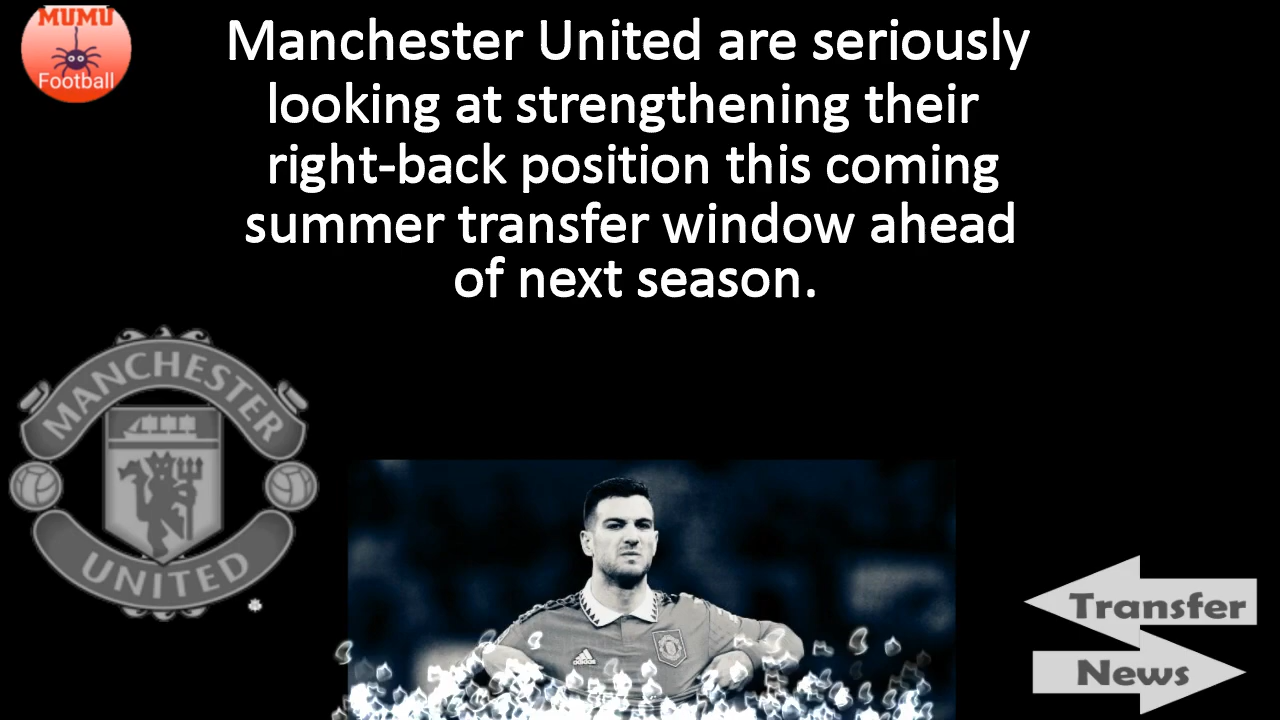 MUMU
Football
Manchester United are seriously
looking at strengthening their
right-back position this coming
summer transfer window ahead
of next season.
MANCHESTER
UNITED
adidas
Transfer
News